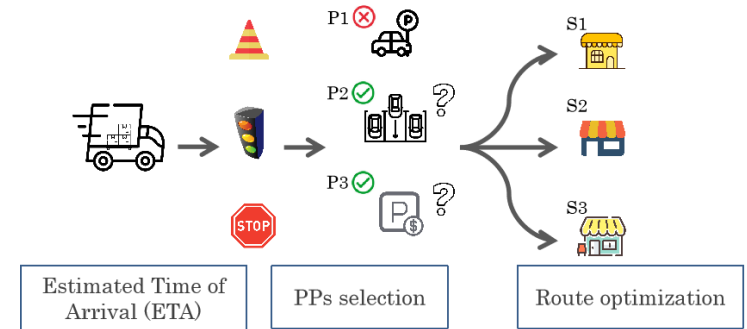 P1
P
S1
P2
?
S2
P3
P
$
?
STOP
S3
Estimated Time of
Arrival (ETA)
PPs selection
Route optimization